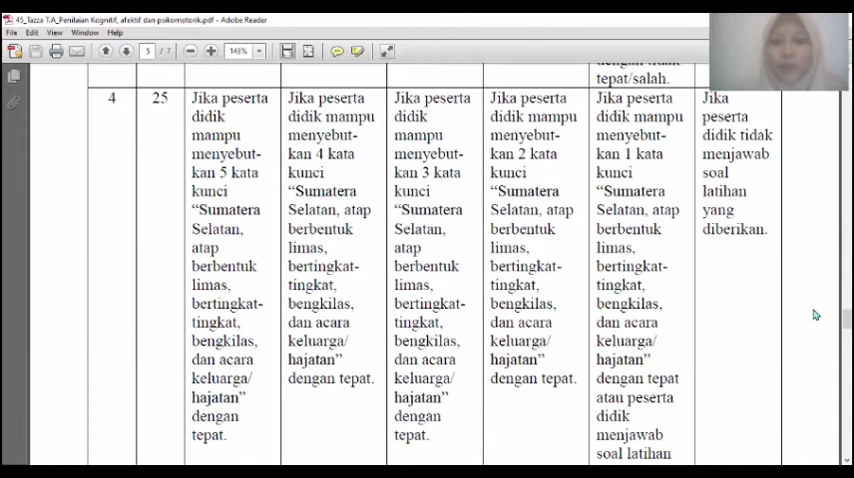 45_Tazza T.A_Penilaian Kognitif, afektif dan psikomotorik.pdf - Adobe Reader
File Edit View Window Help
5 / 7 143%
tepat/salah.
4
25
Jika peserta
didik
mampu
menyebut-
kan 5 kata
kunci
“Sumatera
Selatan,
atap
berbentuk
limas,
bertingkat-
tingkat,
bengkilas,
dan acara
keluarga/
hajatan”
dengan
tepat.
Jika peserta
didik mampu
menyebut-
kan 4 kata
kunci
“Sumatera
Selatan, atap
berbentuk
limas,
bertingkat-
tingkat,
bengkilas,
dan acara
keluarga/
hajatan”
dengan tepat.
Jika peserta
didik
mampu
menyebut-
kan 3 kata
kunci
“Sumatera
Selatan,
atap
berbentuk
limas,
bertingkat-
tingkat,
bengkilas,
dan acara
keluarga/
hajatan”
dengan
tepat.
Jika peserta
didik mampu
menyebut-
kan 2 kata
kunci
“Sumatera
Selatan, atap
berbentuk
limas,
bertingkat-
tingkat,
bengkilas,
dan acara
keluarga/
hajatan”
dengan tepat.
Jika peserta
didik mampu
menyebut-
kan 1 kata
kunci
“Sumatera
Selatan, atap
berbentuk
limas,
bertingkat-
tingkat,
bengkilas,
dan acara
keluarga/
hajatan”
dengan tepat
atau peserta
didik
menjawab
soal latihan
Jika
peserta
didik tidak
menjawab
soal
latihan
yang
diberikan.